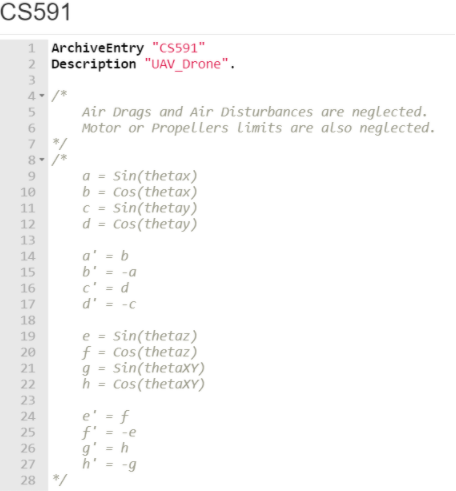 CS591
1 ArchiveEntry "CS591"
2 Description "UAV_Drone".
3
4 /*
5 Air Drags and Air Disturbances are neglected.
6 Motor or Propellers limits are also neglected.
7 */
8 /*
9 a = Sin(thetax)
10 b = Cos(thetax)
11 c = Sin(thetay)
12 d = Cos(thetay)
13
14 a' = b
15 b' = -a
16 c' = d
17 d' = -c
18
19 e = Sin(thetaz)
20 f = Cos(thetaz)
21 g = Sin(thetaXY)
22 h = Cos(thetaXY)
23
24 e' = f
25 f' = -e
26 g' = h
27 h' = -g
28 */